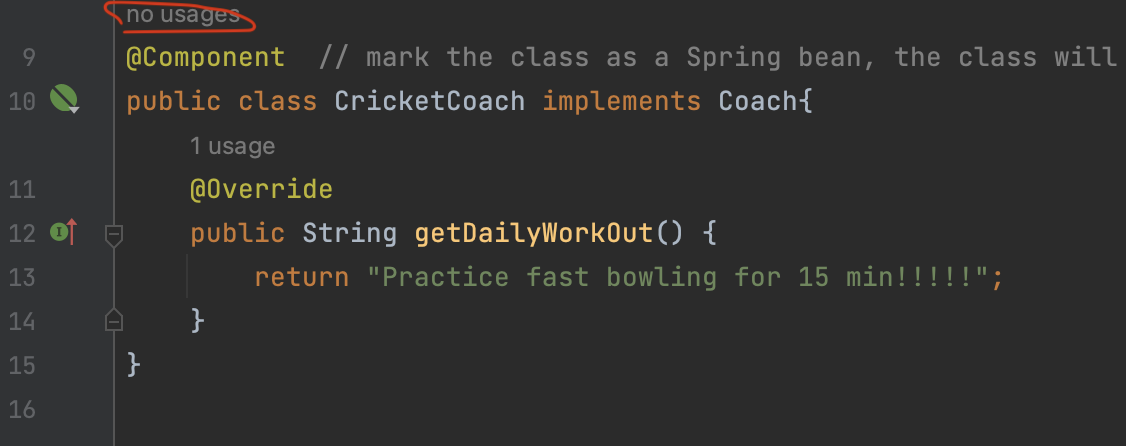 no usages
9 @Component // mark the class as a Spring bean, the class will
10 public class CricketCoach implements Coach{
1 usage
11 @Override
12 public String getDailyWorkOut() {
13 return "Practice fast bowling for 15 min!!!!!";
14 }
15 }
16